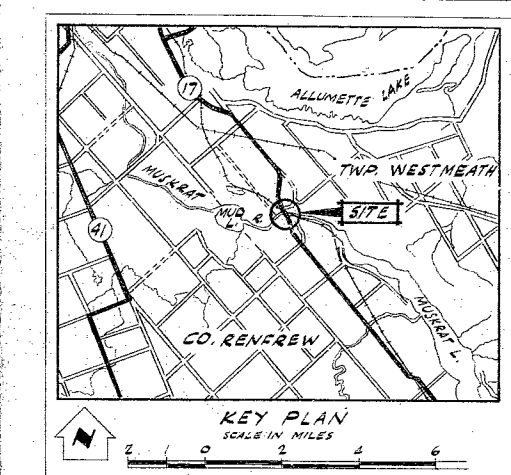 17
ALLUMETTE LAKE
TWP. WESTMEATH
MUSKRAT
MUD
L.
R.
SITE
41
MUSKRAT L.
CO. RENFREW
KEY PLAN
SCALE IN MILES
N
2 1 0 2 4 6